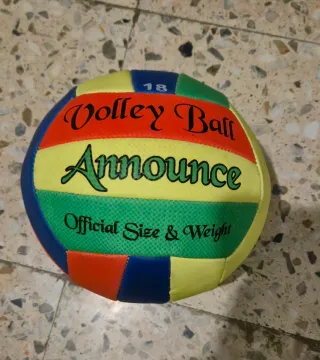 18
Volley Ball
Announce
Official Size & Weight